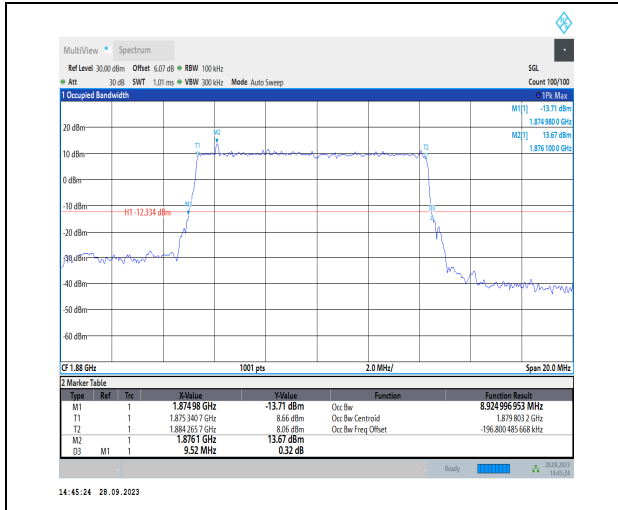 MultiView Spectrum
Ref Level 30.00 dBm Offset 6.07 dB RBW 100 kHz SGL
Att 30 dB SWT 1.01 ms VBW 300 kHz Mode Auto Sweep Count 100/100
1 Occupied Bandwidth 1Pk Max
M1[1] -13.71 dBm
1.874 980 0 GHz
M2[1] 13.67 dBm
1.876 100 0 GHz
20 dBm
M2
T1 T2
10 dBm
0 dBm
-10 dBm
M1 D3
H1 -12.334 dBm
-20 dBm
-30 dBm
-40 dBm
-50 dBm
-60 dBm
CF 1.88 GHz 1001 pts 2.0 MHz/ Span 20.0 MHz
2 Marker Table
Type Ref Trc X-Value Y-Value Function Function Result
M1 1 1.874 98 GHz -13.71 dBm Occ Bw 8.924 996 953 MHz
T1 1 1.875 340 7 GHz 8.66 dBm Occ Bw Centroid 1.879 803 2 GHz
T2 1 1.884 265 7 GHz 8.06 dBm Occ Bw Freq Offset -196.800 485 668 kHz
M2 1 1.876 1 GHz 13.67 dBm
D3 M1 1 9.52 MHz 0.32 dB
Ready 28.09.2023
14:45:24
14:45:24 28.09.2023